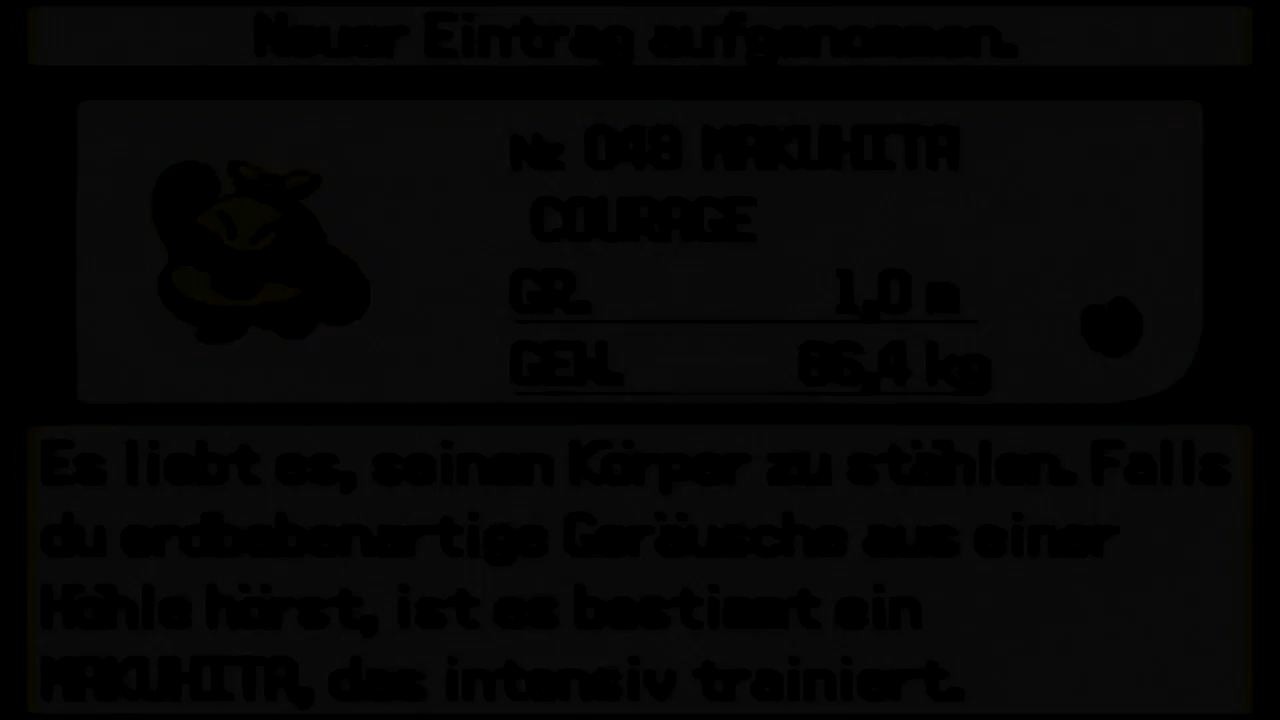 Neuer Eintrag aufgenommen.
Nr. 048 MAKUHITA
COURAGE
GR. 1,0 m
GEW. 86,4 kg
Es liebt es, seinen Körper zu stählen. Falls
du erdbebenartige Geräusche aus einer
Höhle hörst, ist es bestimmt ein
MAKUHITA, das intensiv trainiert.